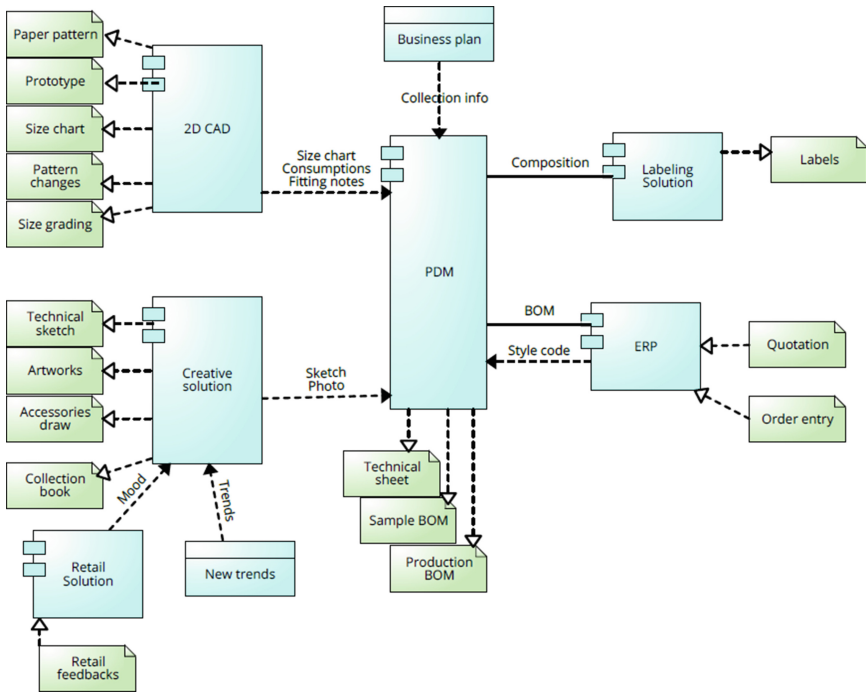 Paper pattern
Prototype
Size chart
Pattern
changes
Size grading
2D CAD
Business plan
Collection info
Size chart
Consumptions
Fitting notes
PDM
Composition
Labeling
Solution
Labels
BOM
Style code
ERP
Quotation
Order entry
Technical
sketch
Artworks
Accessories
draw
Collection
book
Creative
solution
Sketch
Photo
Mood
Trends
Technical
sheet
Sample BOM
Production
BOM
Retail
Solution
New trends
Retail
feedbacks